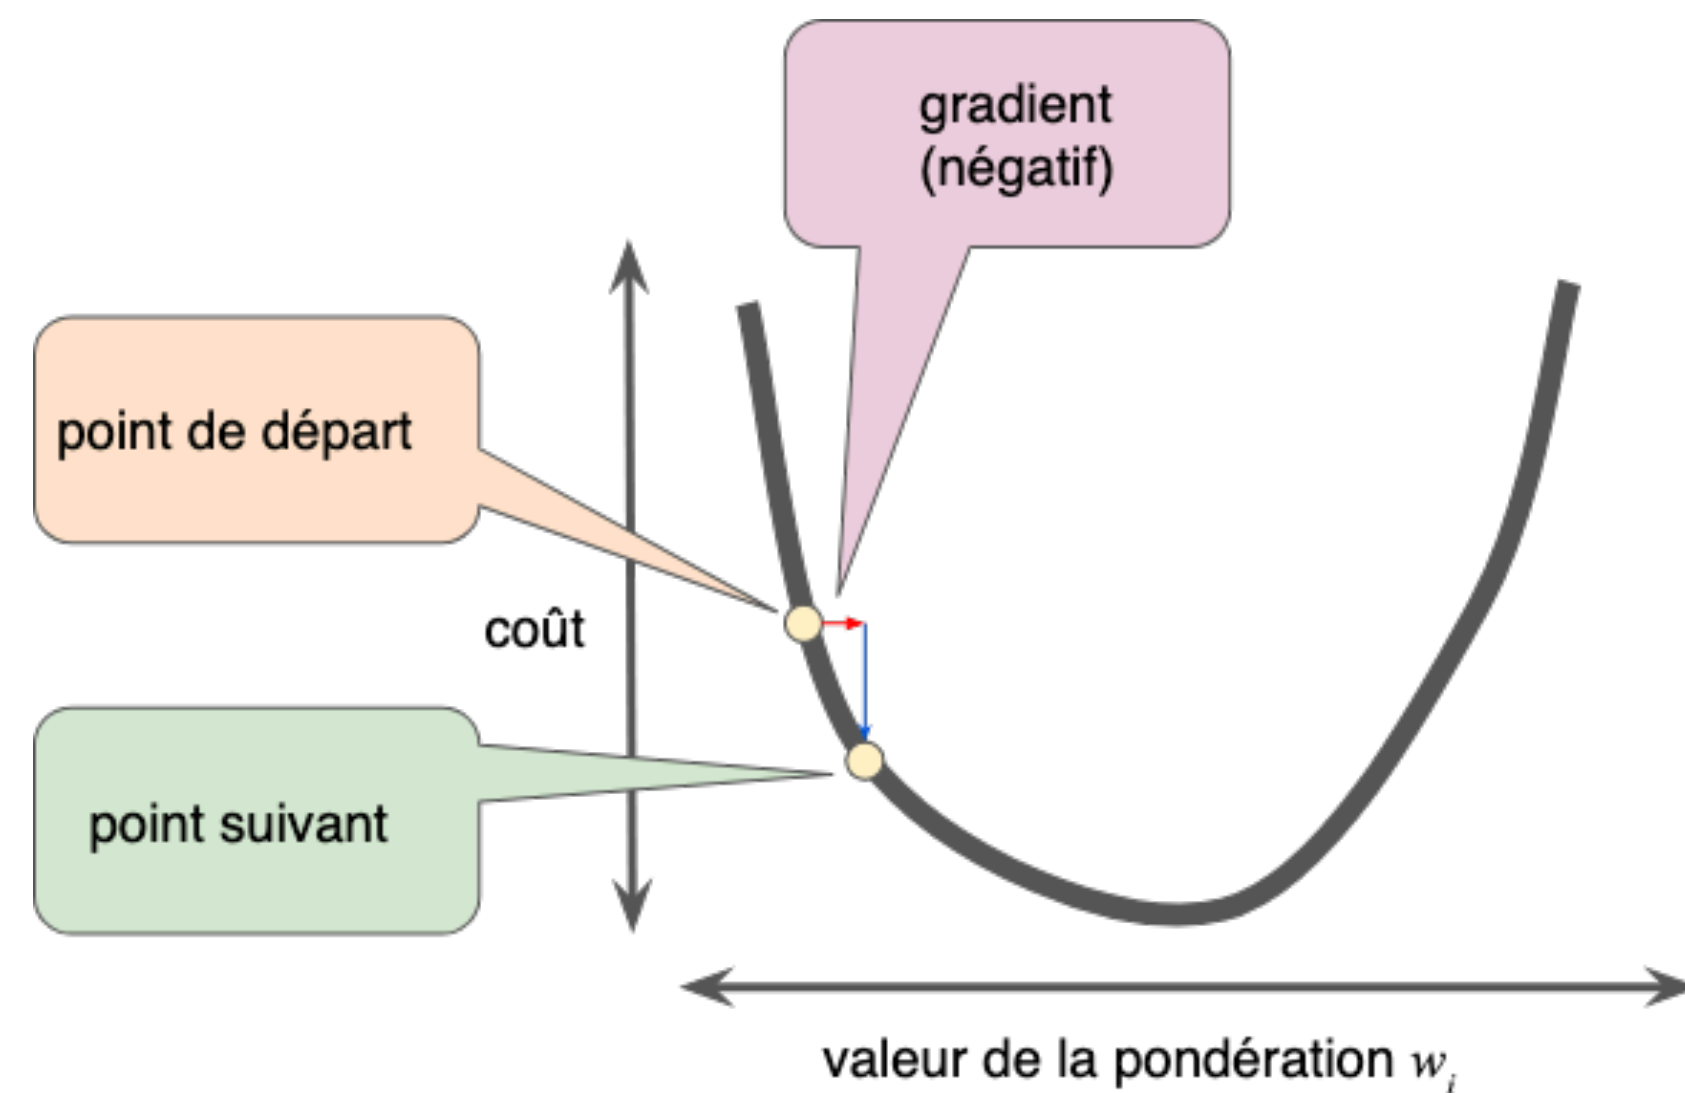 gradient
(négatif)
point de départ
coût
point suivant
valeur de la pondération wᵢ